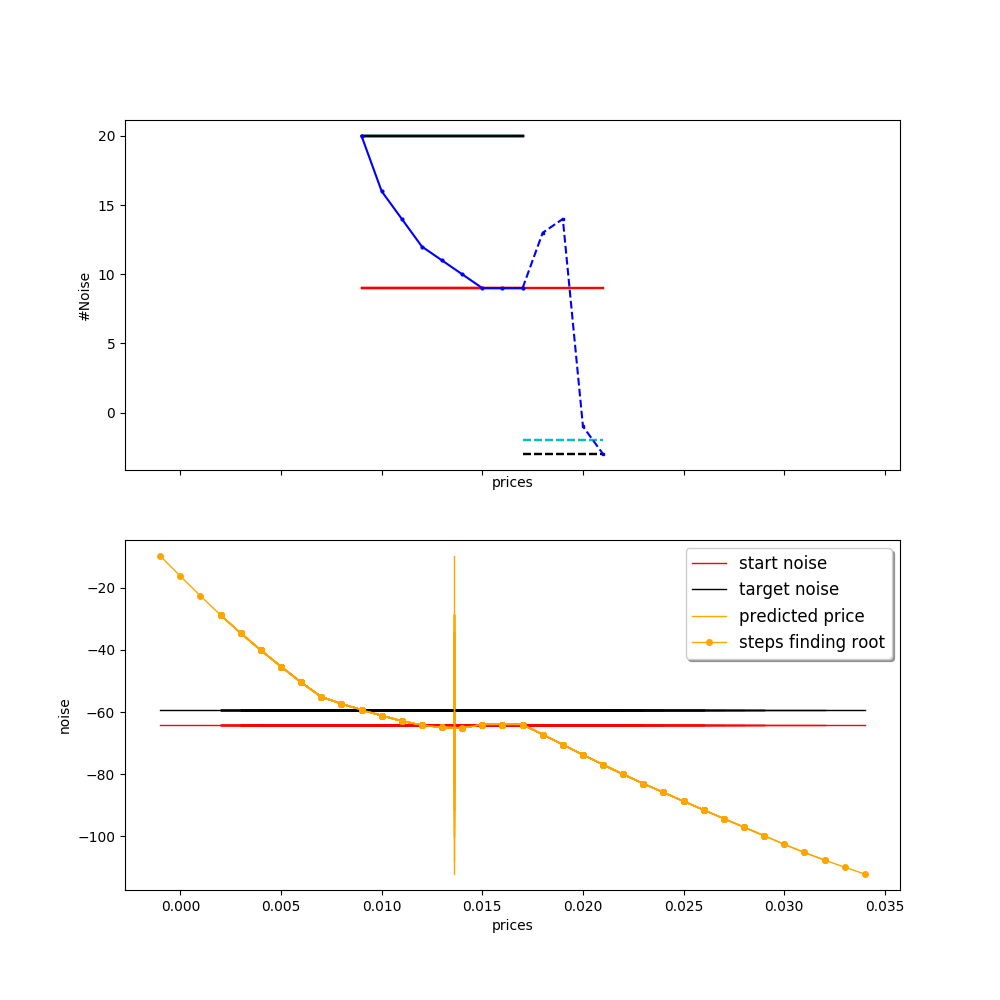 20
15
10
5
0
#Noise
prices
start noise
target noise
predicted price
steps finding root
−20
−40
−60
−80
−100
noise
0.000 0.005 0.010 0.015 0.020 0.025 0.030 0.035
prices